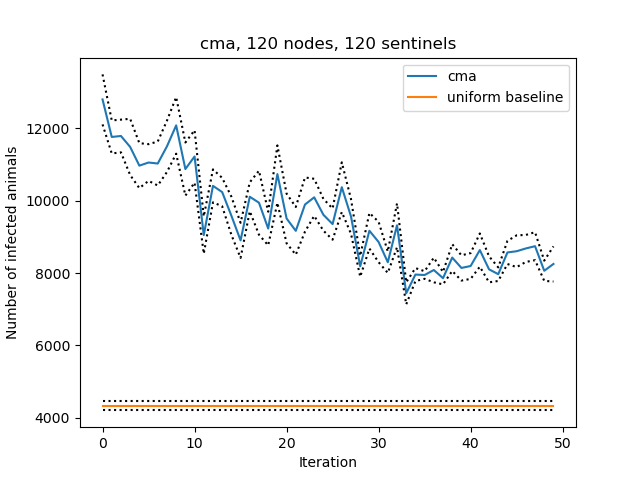 cma, 120 nodes, 120 sentinels
cma
uniform baseline
Number of infected animals
12000
10000
8000
6000
4000
0 10 20 30 40 50
Iteration